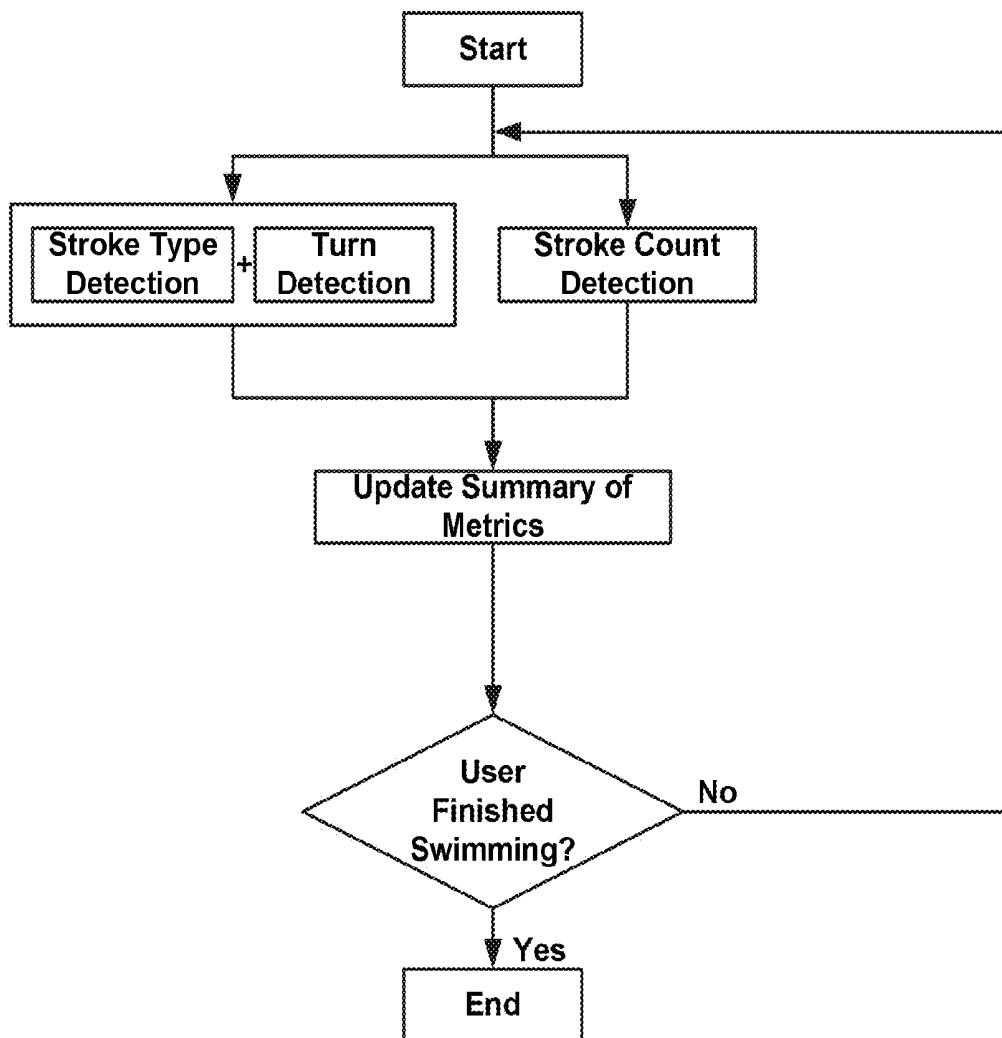 Start
Stroke Type
Detection
+
Turn
Detection
Stroke Count
Detection
Update Summary of
Metrics
User
Finished
Swimming?
No
Yes
End